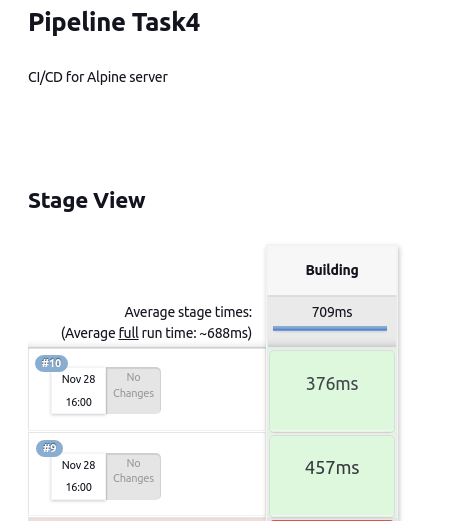 Pipeline Task4
CI/CD for Alpine server
Stage View
Building
Average stage times:
709ms
(Average full run time: ~688ms)
#10
Nov 28
16:00
No
Changes
376ms
#9
Nov 28
16:00
No
Changes
457ms